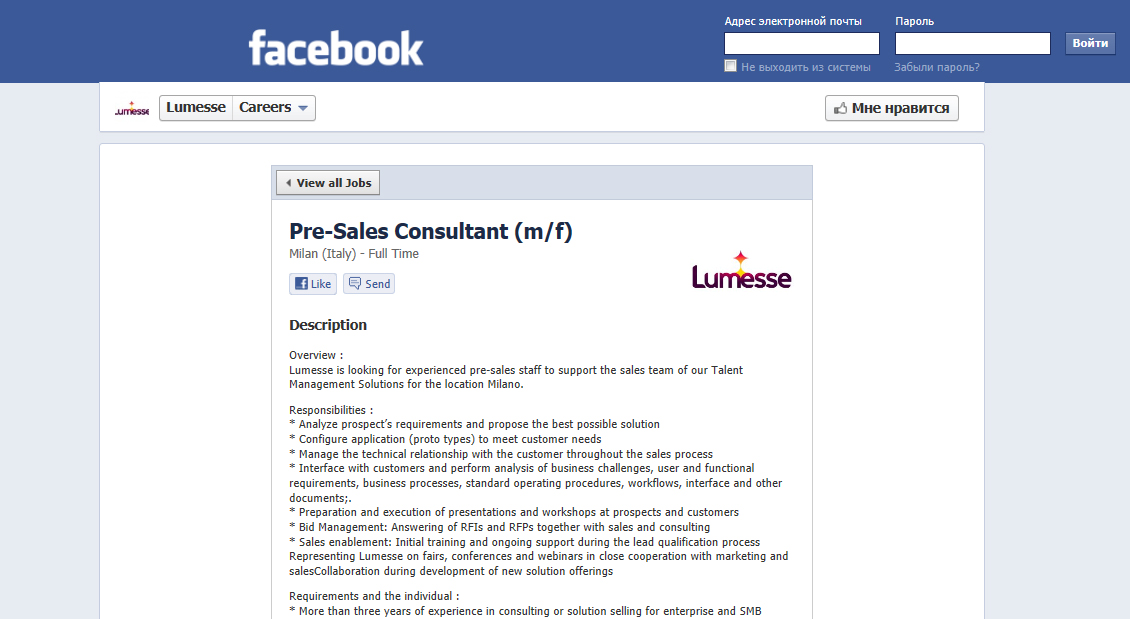 facebook
Адрес электронной почты
Пароль
Войти
Не выходить из системы
Забыли пароль?
Lumesse
Lumesse
Careers
Мне нравится
View all Jobs
Pre-Sales Consultant (m/f)
Milan (Italy) - Full Time
Like
Send
Lumesse
Description
Overview :
Lumesse is looking for experienced pre-sales staff to support the sales team of our Talent
Management Solutions for the location Milano.
Responsibilities :
* Analyze prospect’s requirements and propose the best possible solution
* Configure application (proto types) to meet customer needs
* Manage the technical relationship with the customer throughout the sales process
* Interface with customers and perform analysis of business challenges, user and functional
requirements, business processes, standard operating procedures, workflows, interface and other
documents;.
* Preparation and execution of presentations and workshops at prospects and customers
* Bid Management: Answering of RFIs and RFPs together with sales and consulting
* Sales enablement: Initial training and ongoing support during the lead qualification process
Representing Lumesse on fairs, conferences and webinars in close cooperation with marketing and
salesCollaboration during development of new solution offerings
Requirements and the individual :
* More than three years of experience in consulting or solution selling for enterprise and SMB